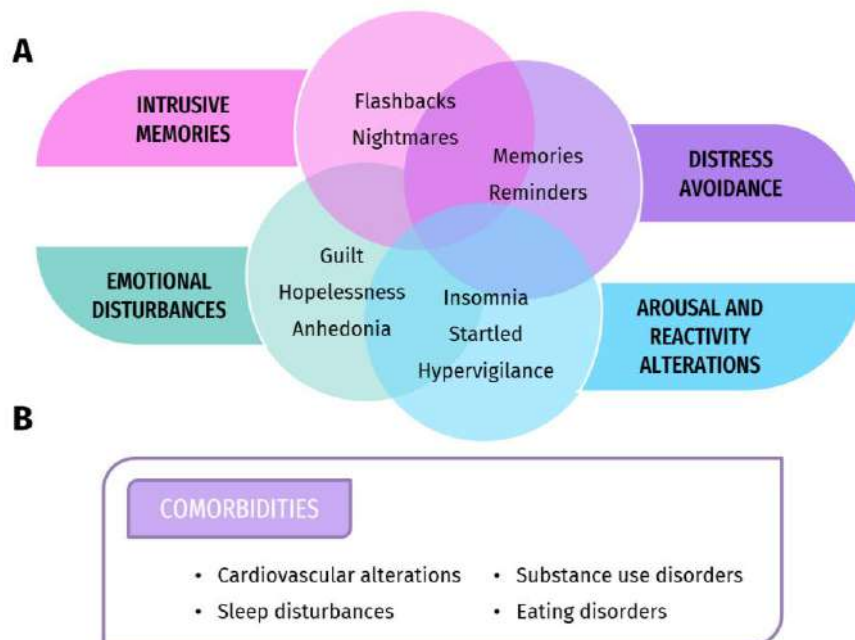 A
INTRUSIVE
MEMORIES
Flashbacks
Nightmares
Memories
Reminders
DISTRESS
AVOIDANCE
EMOTIONAL
DISTURBANCES
Guilt
Hopelessness
Anhedonia
Insomnia
Startled
Hypervigilance
AROUSAL AND
REACTIVITY
ALTERATIONS
B
COMORBIDITIES
• Cardiovascular alterations
• Sleep disturbances
• Substance use disorders
• Eating disorders